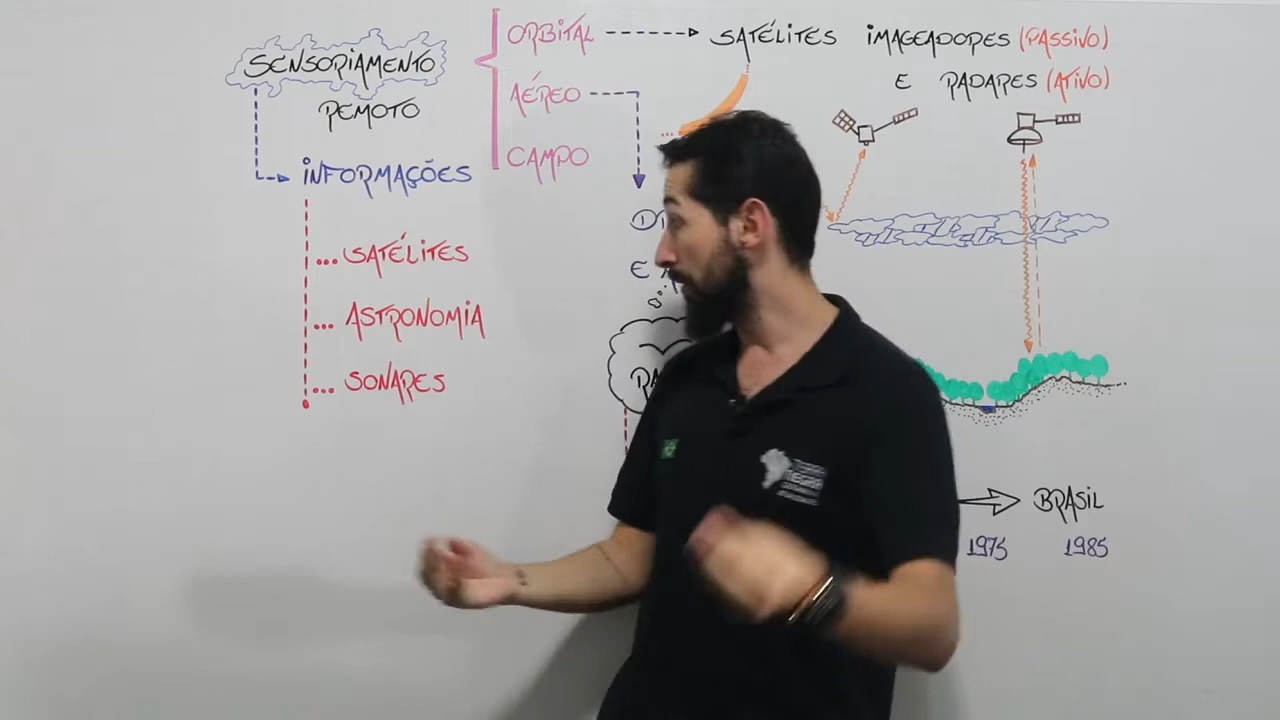 SENSORIAMENTO
REMOTO
INFORMAÇÕES
...SATÉLITES
... ASTRONOMIA
... SONARES
ORBITAL
AÉREO
CAMPO
SATÉLITES IMAGEADORES (PASSIVO)
E RADARES (ATIVO)
E
BRASIL
1975 1985